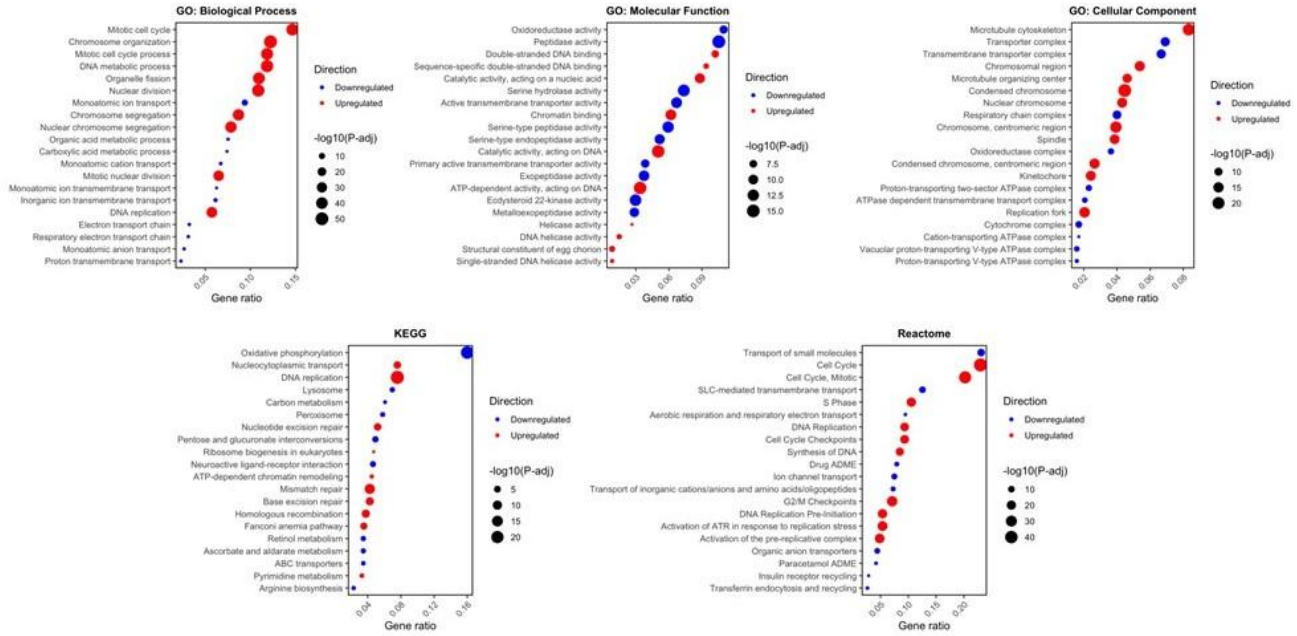 GO: Biological Process
Mitotic cell cycle
Chromosome organization
Mitotic cell cycle process
DNA metabolic process
Organelle fission
Nuclear division
Monoatomic ion transport
Chromosome segregation
Nuclear chromosome segregation
Organic acid metabolic process
Carboxylic acid metabolic process
Monoatomic cation transport
Mitotic nuclear division
Monoatomic ion transmembrane transport
Inorganic ion transmembrane transport
DNA replication
Electron transport chain
Respiratory electron transport chain
Monoatomic anion transport
Proton transmembrane transport
0.05 0.10 0.15
Gene ratio
Direction
Downregulated
Upregulated
-log10(P-adj)
10
20
30
40
50
GO: Molecular Function
Oxidoreductase activity
Peptidase activity
Double-stranded DNA binding
Sequence-specific double-stranded DNA binding
Catalytic activity, acting on a nucleic acid
Serine hydrolase activity
Active transmembrane transporter activity
Chromatin binding
Serine-type peptidase activity
Serine-type endopeptidase activity
Catalytic activity, acting on DNA
Primary active transmembrane transporter activity
Exopeptidase activity
ATP-dependent activity, acting on DNA
Ecdysteroid 22-kinase activity
Metalloexopeptidase activity
Helicase activity
DNA helicase activity
Structural constituent of egg chorion
Single-stranded DNA helicase activity
0.03 0.06 0.09
Gene ratio
Direction
Downregulated
Upregulated
-log10(P-adj)
7.5
10.0
12.5
15.0
GO: Cellular Component
Microtubule cytoskeleton
Transporter complex
Transmembrane transporter complex
Chromosomal region
Microtubule organizing center
Condensed chromosome
Nuclear chromosome
Respiratory chain complex
Chromosome, centromeric region
Spindle
Oxidoreductase complex
Condensed chromosome, centromeric region
Kinetochore
Proton-transporting two-sector ATPase complex
ATPase dependent transmembrane transport complex
Replication fork
Cytochrome complex
Cation-transporting ATPase complex
Vacuolar proton-transporting V-type ATPase complex
Proton-transporting V-type ATPase complex
0.02 0.04 0.06 0.08
Gene ratio
Direction
Downregulated
Upregulated
-log10(P-adj)
10
15
20
KEGG
Oxidative phosphorylation
Nucleocytoplasmic transport
DNA replication
Lysosome
Carbon metabolism
Peroxisome
Nucleotide excision repair
Pentose and glucuronate interconversions
Ribosome biogenesis in eukaryotes
Neuroactive ligand-receptor interaction
ATP-dependent chromatin remodeling
Mismatch repair
Base excision repair
Homologous recombination
Fanconi anemia pathway
Retinol metabolism
Ascorbate and aldarate metabolism
ABC transporters
Pyrimidine metabolism
Arginine biosynthesis
0.04 0.08 0.12 0.16
Gene ratio
Direction
Downregulated
Upregulated
-log10(P-adj)
5
10
15
20
Reactome
Transport of small molecules
Cell Cycle
Cell Cycle, Mitotic
SLC-mediated transmembrane transport
S Phase
Aerobic respiration and respiratory electron transport
DNA Replication
Cell Cycle Checkpoints
Synthesis of DNA
Drug ADME
Ion channel transport
Transport of inorganic cations/anions and amino acids/oligopeptides
G2/M Checkpoints
DNA Replication Pre-Initiation
Activation of ATR in response to replication stress
Activation of the pre-replicative complex
Organic anion transporters
Paracetamol ADME
Insulin receptor recycling
Transferrin endocytosis and recycling
0.05 0.10 0.15 0.20
Gene ratio
Direction
Downregulated
Upregulated
-log10(P-adj)
10
20
30
40